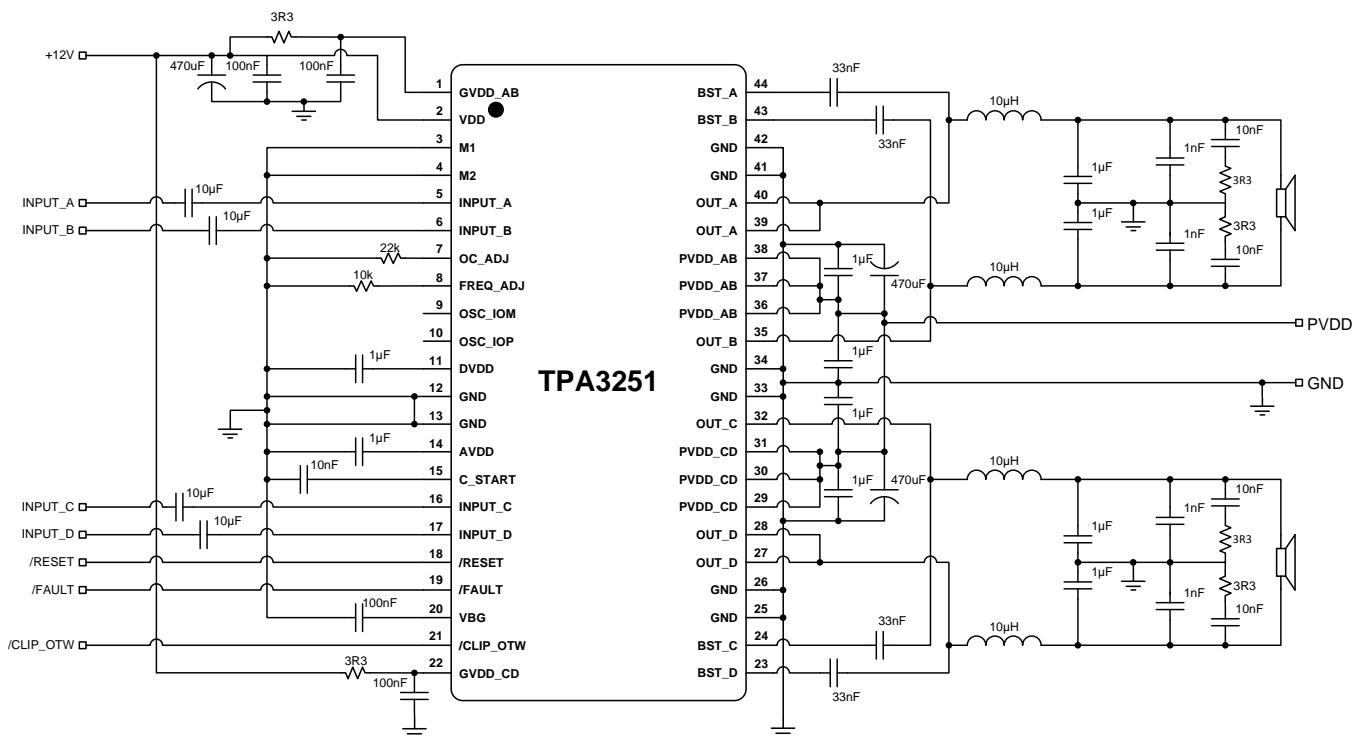 3R3
+12V
470uF
100nF
100nF
33nF
33nF
1
GVDD_AB
2
VDD
3
M1
4
M2
INPUT_A
10µF
5
INPUT_A
INPUT_B
10µF
6
INPUT_B
22k
7
OC_ADJ
10k
8
FREQ_ADJ
9
OSC_IOM
10
OSC_IOP
1µF
11
DVDD
12
GND
13
GND
1µF
14
AVDD
10nF
15
C_START
INPUT_C
10µF
16
INPUT_C
INPUT_D
10µF
17
INPUT_D
/RESET
18
/RESET
/FAULT
19
/FAULT
100nF
20
VBG
/CLIP_OTW
21
/CLIP_OTW
3R3
100nF
22
GVDD_CD
TPA3251
44
BST_A
43
BST_B
42
GND
41
GND
40
OUT_A
39
OUT_A
38
PVDD_AB
37
PVDD_AB
36
PVDD_AB
35
OUT_B
34
GND
33
GND
32
OUT_C
31
PVDD_CD
30
PVDD_CD
29
PVDD_CD
28
OUT_D
27
OUT_D
26
GND
25
GND
24
BST_C
23
BST_D
10µH
1µF
1µF
1nF
1nF
10nF
3R3
3R3
10nF
10µH
1µF
470uF
PVDD
1µF
GND
1µF
1µF
470uF
10µH
1µF
1µF
1nF
1nF
10nF
3R3
3R3
10nF
10µH
33nF
33nF